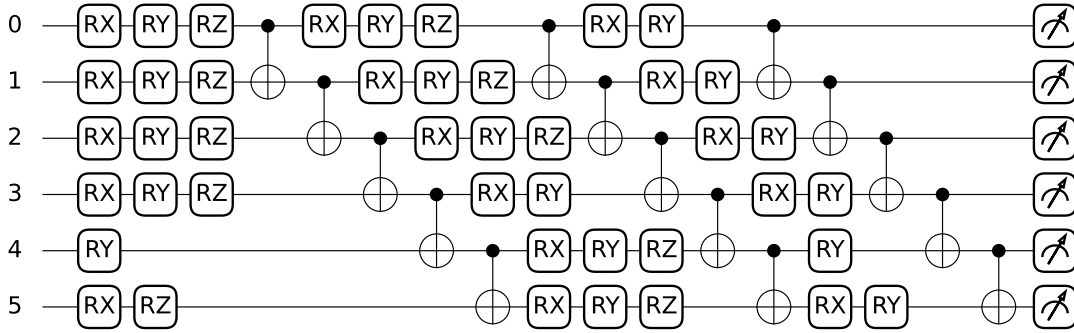 0 RX RY RZ RX RY RZ RX RY
1 RX RY RZ RX RY RZ RX RY
2 RX RY RZ RX RY RZ RX RY
3 RX RY RZ RX RY RX RY
4 RY RX RY RZ RY
5 RX RZ RX RY RZ RX RY